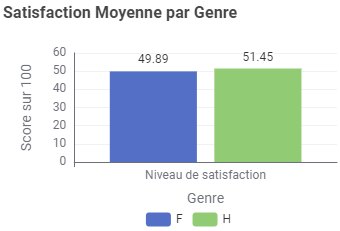 Satisfaction Moyenne par Genre
Score sur 100
60
50
40
30
20
10
0
49.89
51.45
Niveau de satisfaction
Genre
F
H